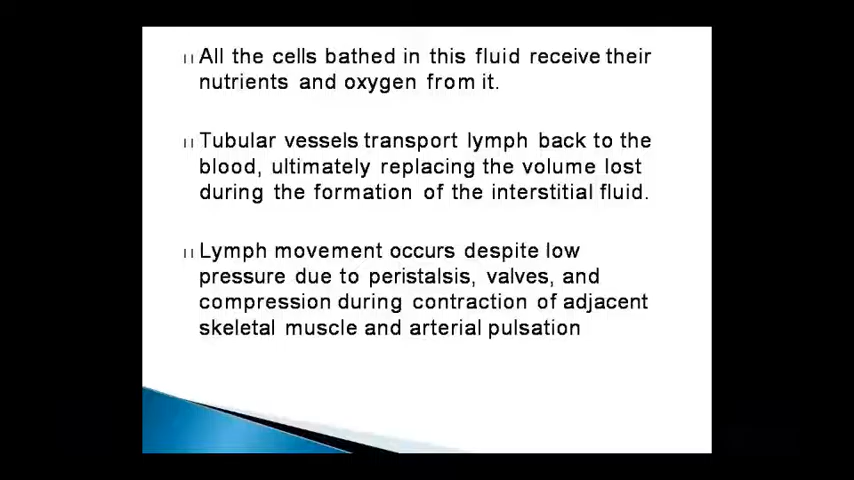 All the cells bathed in this fluid receive their
nutrients and oxygen from it.
Tubular vessels transport lymph back to the
blood, ultimately replacing the volume lost
during the formation of the interstitial fluid.
Lymph movement occurs despite low
pressure due to peristalsis, valves, and
compression during contraction of adjacent
skeletal muscle and arterial pulsation